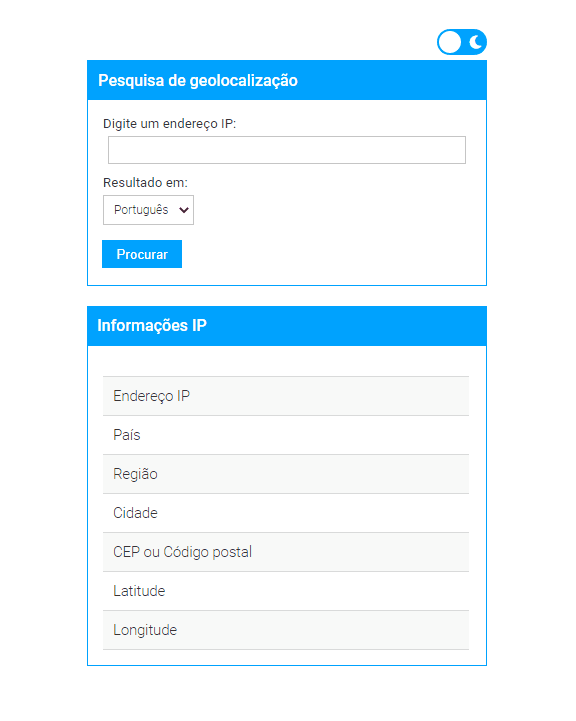 Pesquisa de geolocalização
Digite um endereço IP:
Resultado em:
Português
Procurar
Informações IP
Endereço IP
País
Região
Cidade
CEP ou Código postal
Latitude
Longitude